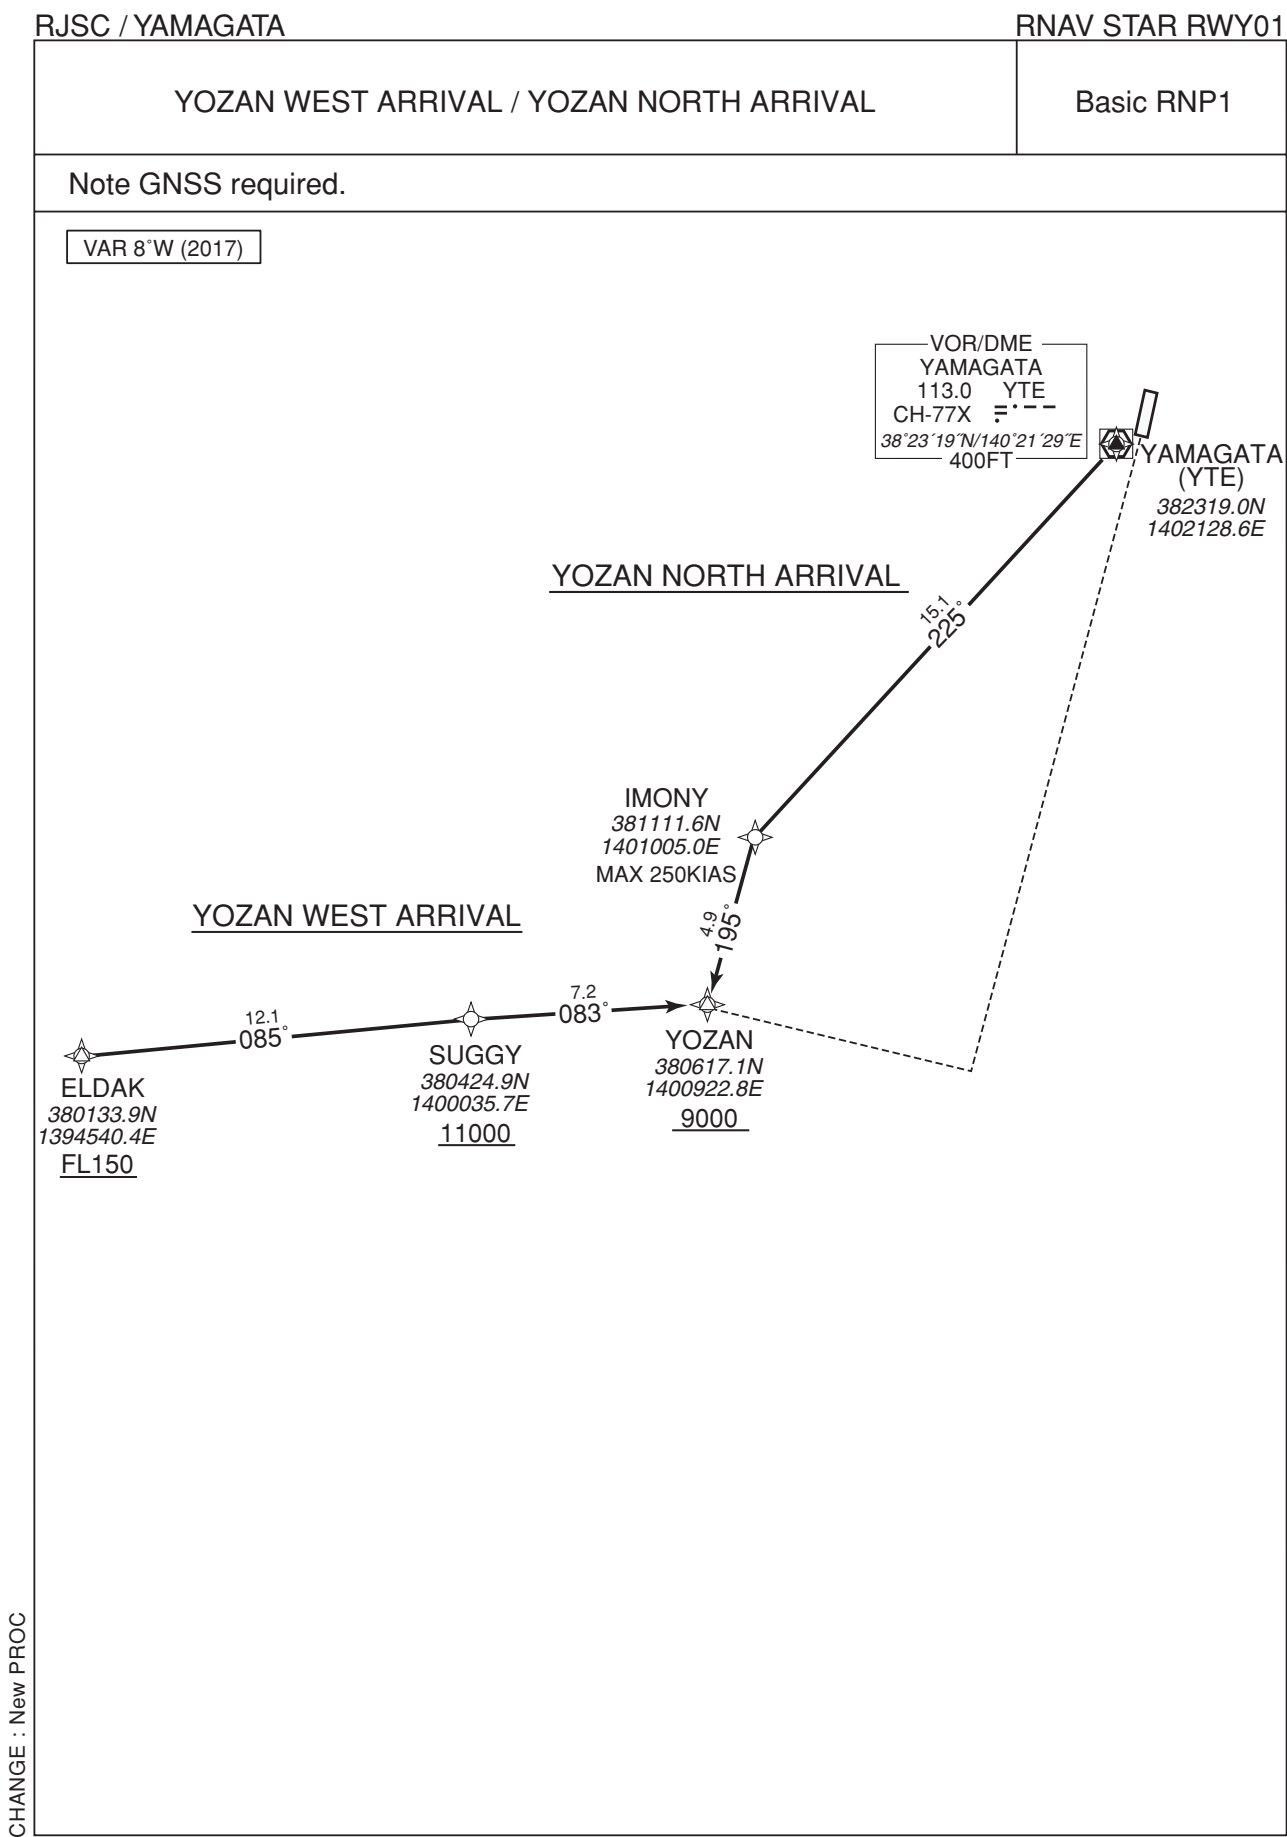 RJSC / YAMAGATA
RNAV STAR RWY01
YOZAN WEST ARRIVAL / YOZAN NORTH ARRIVAL
Basic RNP1
Note GNSS required.
VAR 8°W (2017)
VOR/DME
YAMAGATA
113.0 YTE
CH-77X
38°23´19˝N/140°21´29˝E
400FT
YAMAGATA
(YTE)
382319.0N
1402128.6E
YOZAN NORTH ARRIVAL
15.1
225°
IMONY
381111.6N
1401005.0E
MAX 250KIAS
4.9
195°
YOZAN WEST ARRIVAL
12.1
085°
7.2
083°
ELDAK
380133.9N
1394540.4E
FL150
SUGGY
380424.9N
1400035.7E
11000
YOZAN
380617.1N
1400922.8E
9000
CHANGE : New PROC